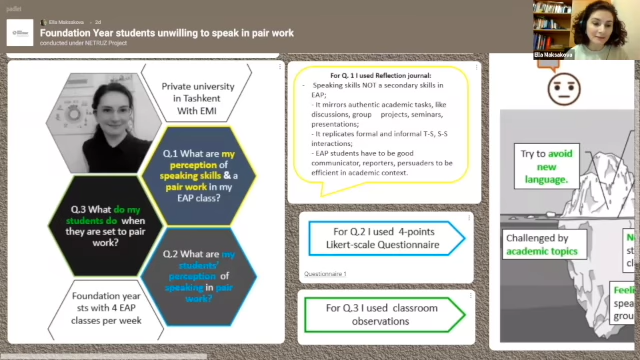 padlet
Ella Maksakova • 2d
Foundation Year students unwilling to speak in pair work
conducted under NETRUZ Project
Ella Maksakova
Private university
in Tashkent
With EMI
Q.1 What are my
perception of
speaking skills & a
pair work in my
EAP class?
Q.3 What do my
students do when
they are set to pair
work?
Q.2 What are my
students'
perception of
speaking in pair
work?
Foundation year
sts with 4 EAP
classes per week
For Q. 1 I used Reflection journal:
- Speaking skills NOT a secondary skills in
EAP;
- It mirrors authentic academic tasks, like
discussions, group projects, seminars,
presentations;
- It replicates formal and informal T-S, S-S
interactions;
- EAP students have to be good
communicator, reporters, persuaders to be
efficient in academic context.
For Q.2 I used 4-points
Likert-scale Questionnaire
Questionnaire 1
For Q.3 I used classroom
observations
Try to avoid
new
language.
Challenged by
academic topics
N
st
cl
Feeli
spea
grou